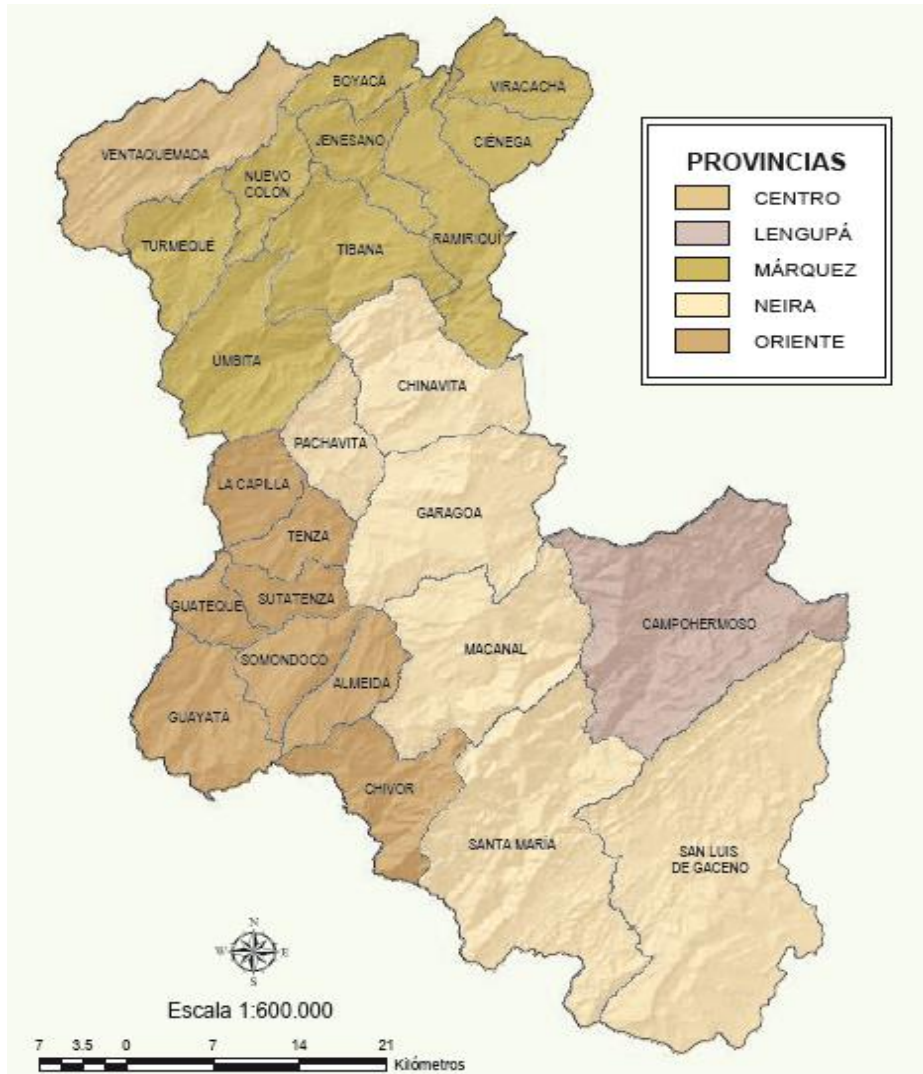 BOYACÁ
VIRACACHÁ
VENTAQUEMADA
JENESANO
CIÉNEGA
NUEVO
COLÓN
TURMEQUÉ
TIBANA
RAMIRIQUI
ÚMBITA
CHINAVITA
PACHAVITA
LA CAPILLA
GARAGOA
TENZA
GUATEQUE
SUTATENZA
CAMPOHERMOSO
SOMONDOCO
MACANAL
ALMEIDA
GUAYATÁ
CHIVOR
SANTA MARÍA
SAN LUIS
DE GACENO
PROVINCIAS
CENTRO
LENGUPÁ
MÁRQUEZ
NEIRA
ORIENTE
N
W E
S
Escala 1:600.000
7 3.5 0 7 14 21
Kilómetros